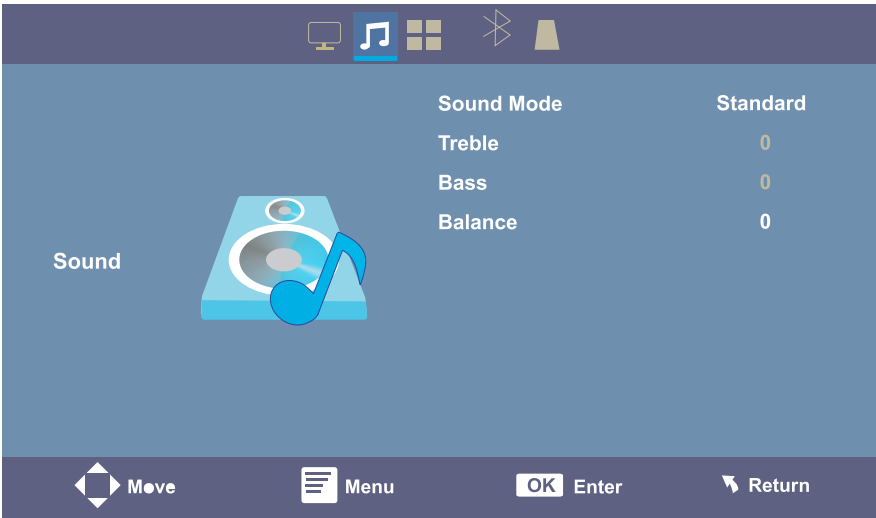 Sound Mode Standard
Treble 0
Bass 0
Balance 0
Sound
Move Menu OK Enter Return